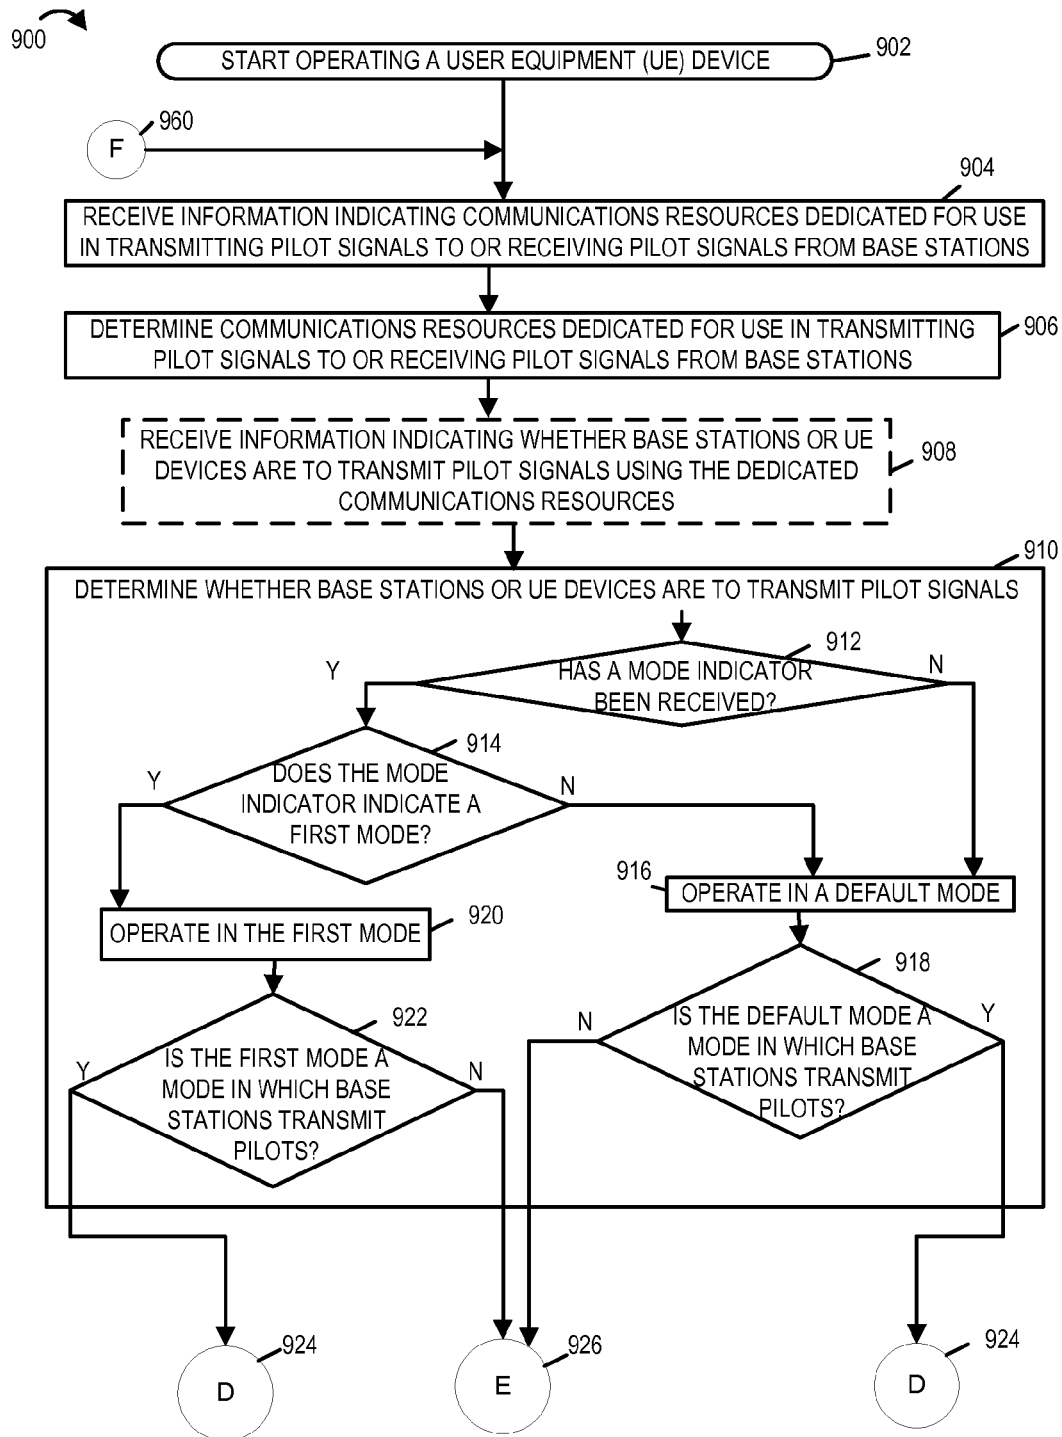 900
START OPERATING A USER EQUIPMENT (UE) DEVICE
902
F
960
904
RECEIVE INFORMATION INDICATING COMMUNICATIONS RESOURCES DEDICATED FOR USE
IN TRANSMITTING PILOT SIGNALS TO OR RECEIVING PILOT SIGNALS FROM BASE STATIONS
DETERMINE COMMUNICATIONS RESOURCES DEDICATED FOR USE IN TRANSMITTING
PILOT SIGNALS TO OR RECEIVING PILOT SIGNALS FROM BASE STATIONS
906
RECEIVE INFORMATION INDICATING WHETHER BASE STATIONS OR UE
DEVICES ARE TO TRANSMIT PILOT SIGNALS USING THE DEDICATED
COMMUNICATIONS RESOURCES
908
910
DETERMINE WHETHER BASE STATIONS OR UE DEVICES ARE TO TRANSMIT PILOT SIGNALS
912
HAS A MODE INDICATOR
BEEN RECEIVED?
Y
N
914
DOES THE MODE
INDICATOR INDICATE A
FIRST MODE?
Y
N
916
OPERATE IN A DEFAULT MODE
OPERATE IN THE FIRST MODE
920
918
IS THE DEFAULT MODE A
MODE IN WHICH BASE
STATIONS TRANSMIT
PILOTS?
N
Y
922
IS THE FIRST MODE A
MODE IN WHICH BASE
STATIONS TRANSMIT
PILOTS?
Y
N
D
924
E
926
D
924